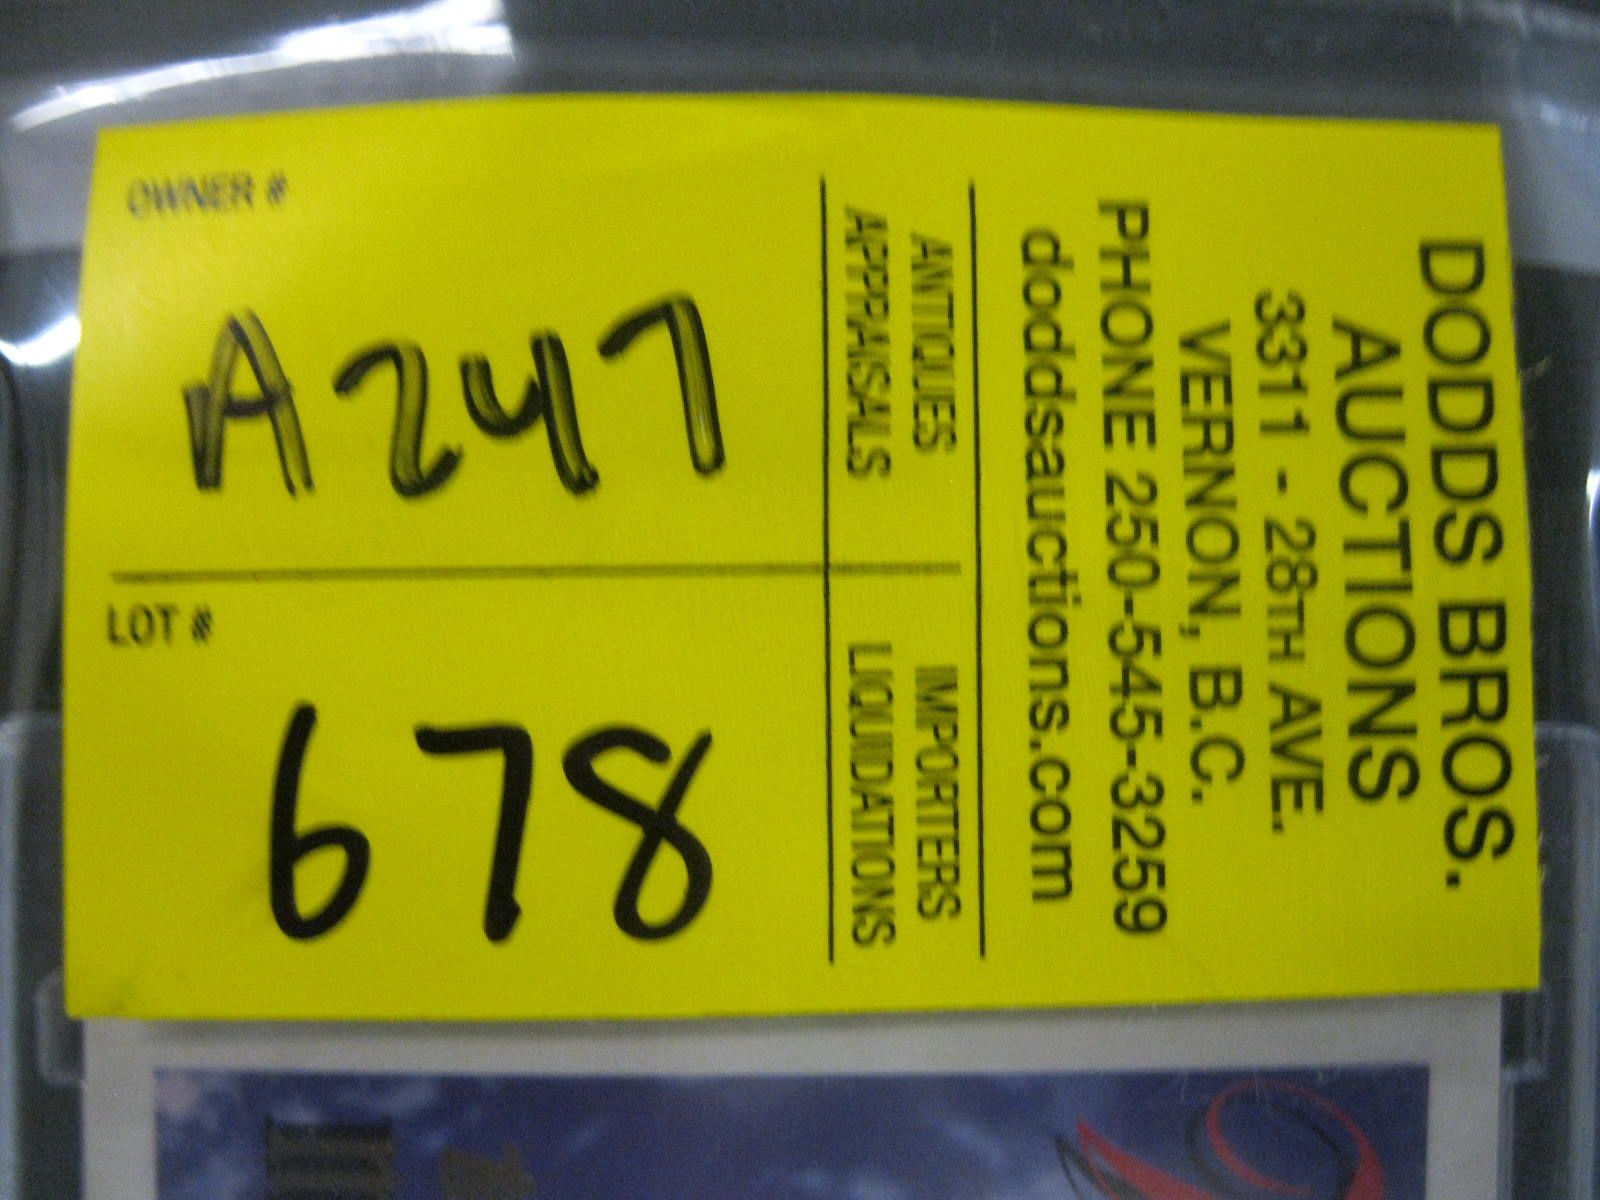 DODDS BROS.
AUCTIONS
3311 - 28TH AVE.
VERNON, B.C.
PHONE 250-545-3259
doddsauctions.com
ANTIQUES IMPORTERS
APPRAISALS LIQUIDATIONS
OWNER #
A247
LOT #
678